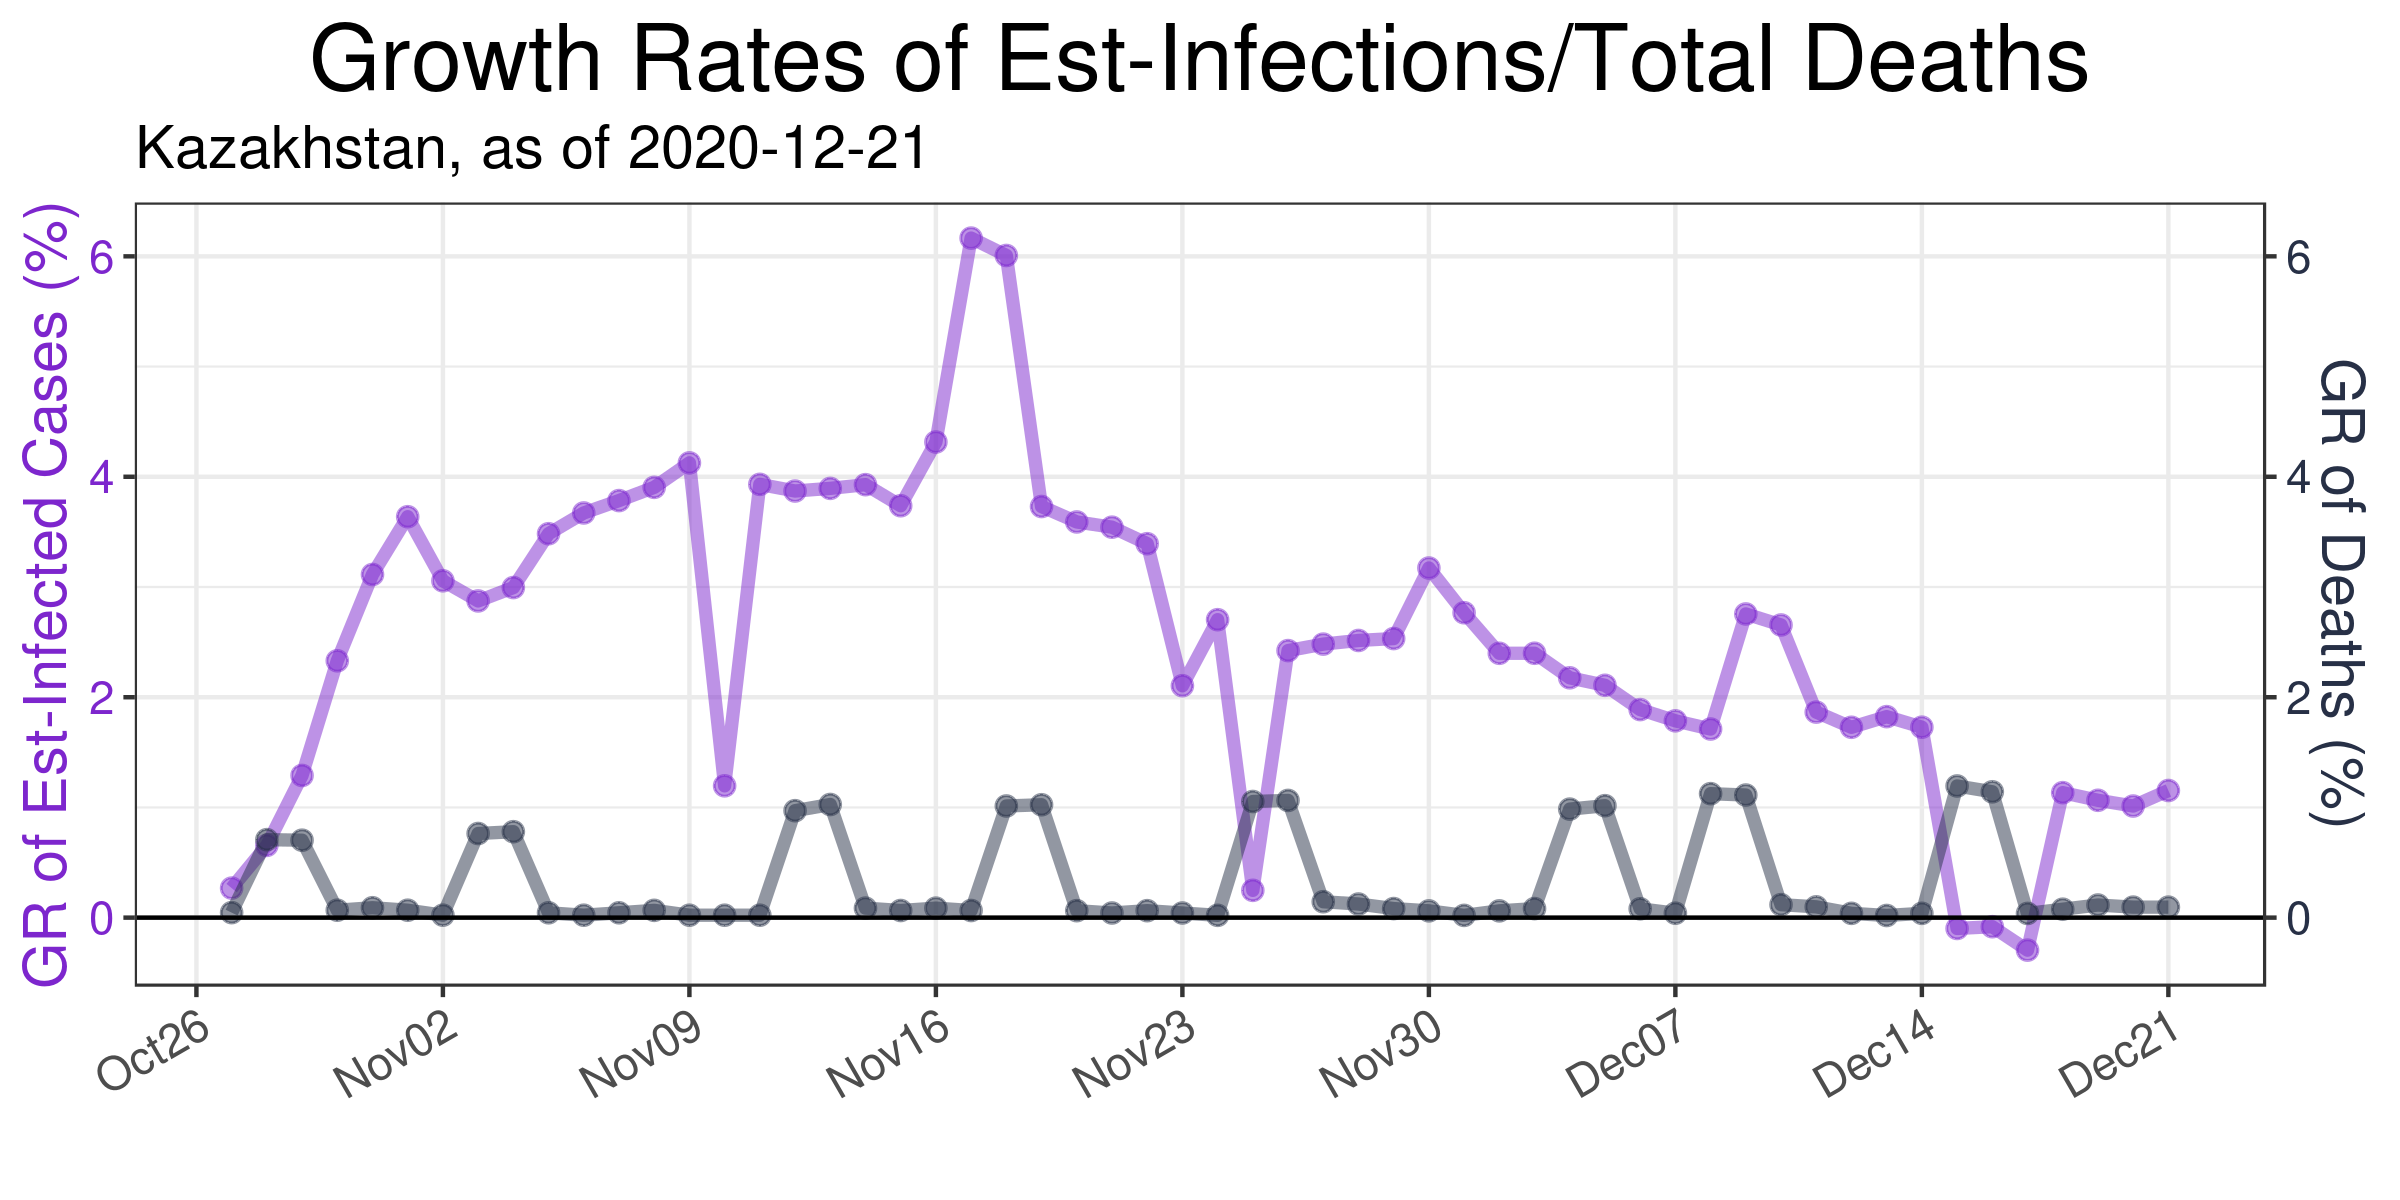 Growth Rates of Est-Infections/Total Deaths
Kazakhstan, as of 2020-12-21
GR of Est-Infected Cases (%)
6
4
2
0
6
4
2
0
GR of Deaths (%)
Oct26
Nov02
Nov09
Nov16
Nov23
Nov30
Dec07
Dec14
Dec21